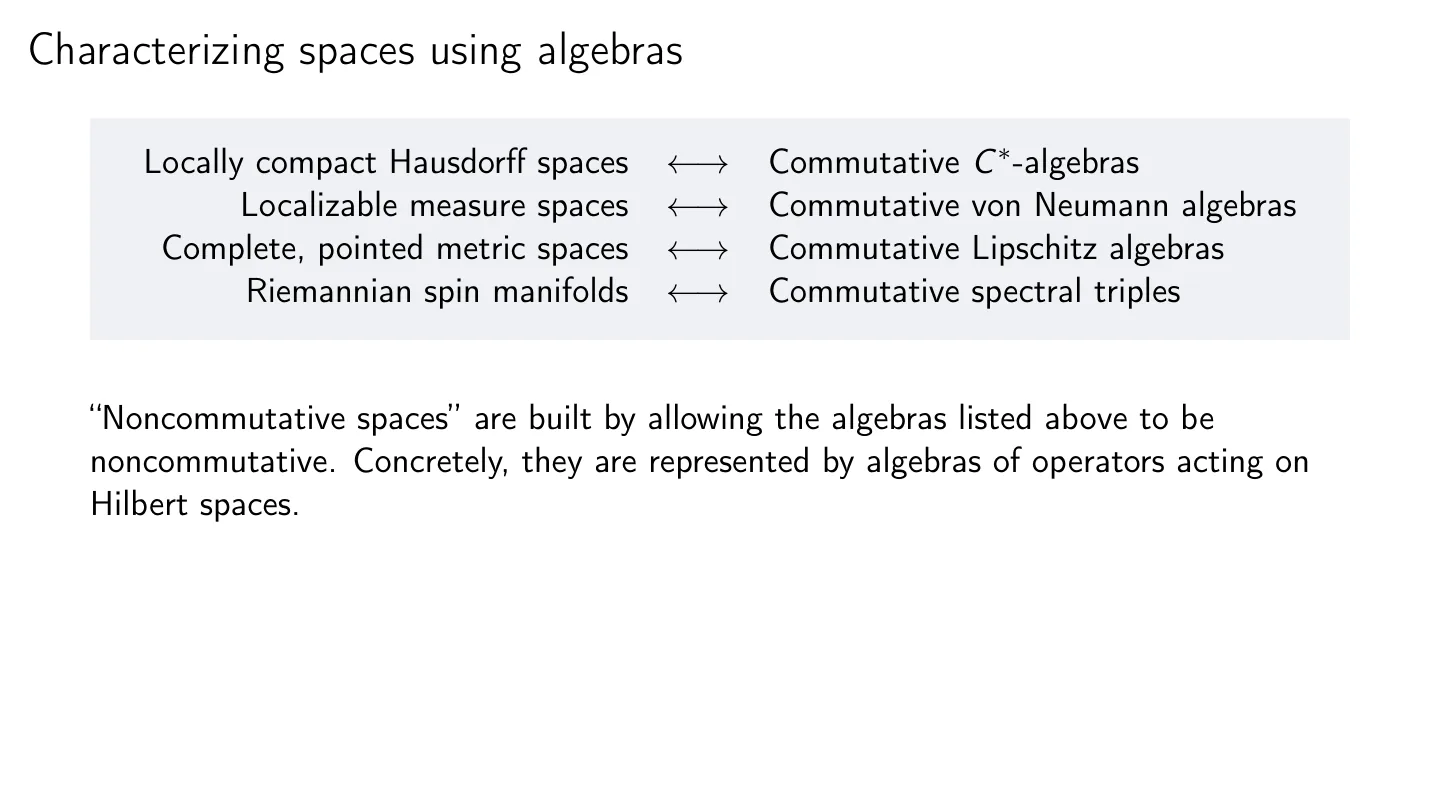 Characterizing spaces using algebras
Locally compact Hausdorff spaces ⟷ Commutative C*-algebras
Localizable measure spaces ⟷ Commutative von Neumann algebras
Complete, pointed metric spaces ⟷ Commutative Lipschitz algebras
Riemannian spin manifolds ⟷ Commutative spectral triples
“Noncommutative spaces” are built by allowing the algebras listed above to be
noncommutative. Concretely, they are represented by algebras of operators acting on
Hilbert spaces.